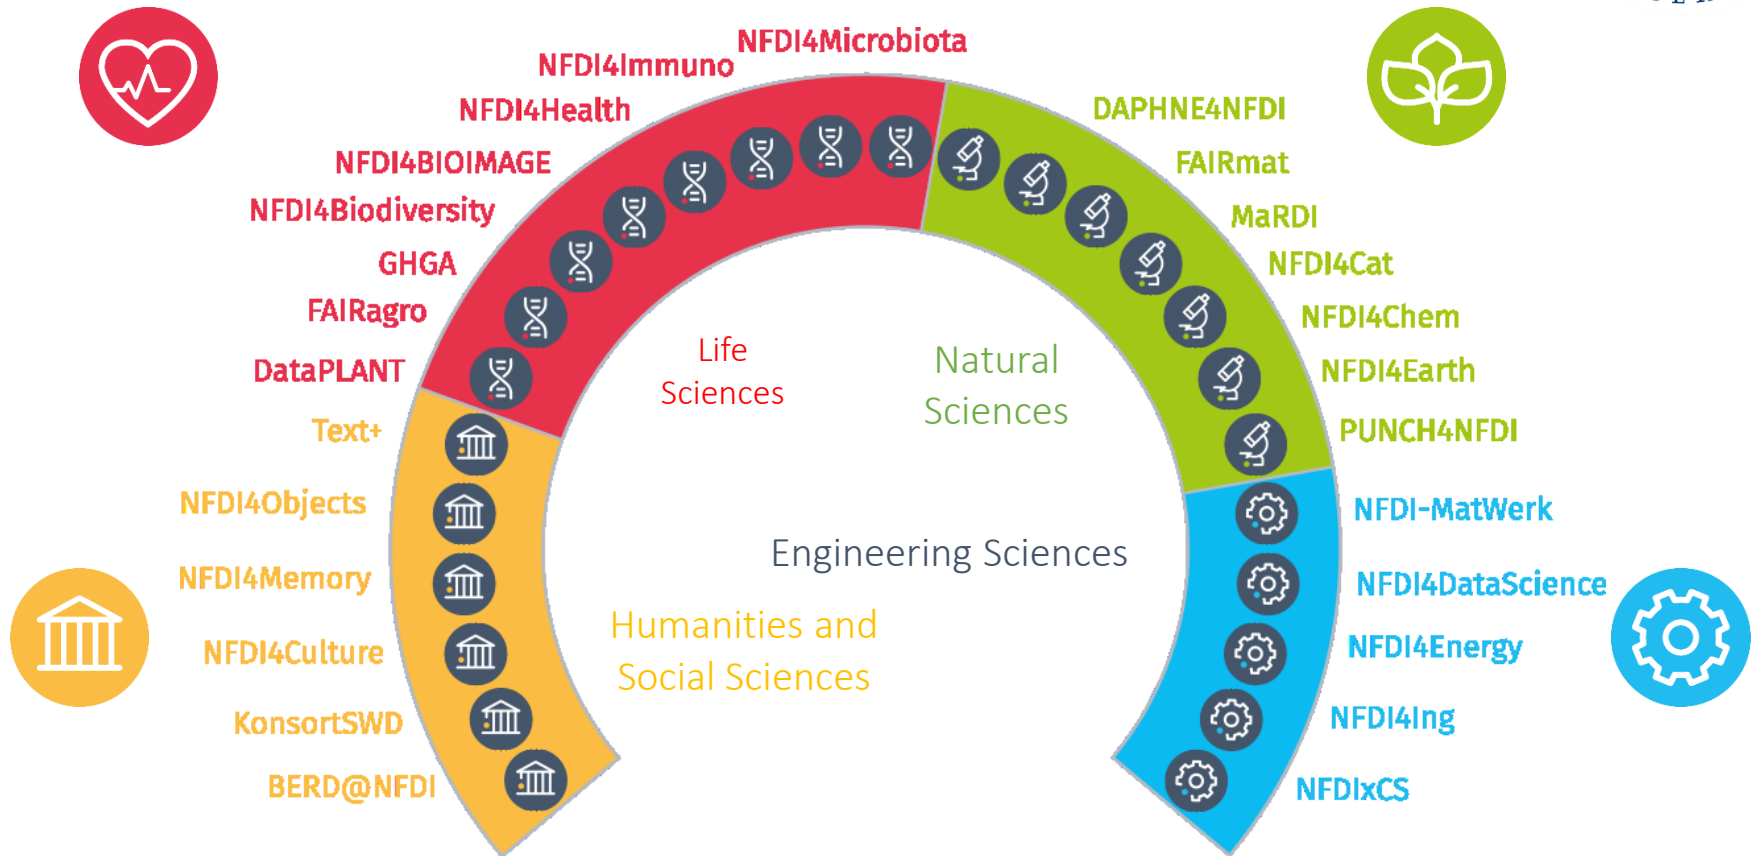 NFDI4Microbiota
NFDI4Immuno
NFDI4Health
NFDI4BIOIMAGE
NFDI4Biodiversity
GHGA
FAIRagro
DataPLANT
Text+
NFDI4Objects
NFDI4Memory
NFDI4Culture
KonsortSWD
BERD@NFDI
DAPHNE4NFDI
FAIRmat
MaRDI
NFDI4Cat
NFDI4Chem
NFDI4Earth
PUNCH4NFDI
NFDI-MatWerk
NFDI4DataScience
NFDI4Energy
NFDI4Ing
NFDIxCS
Life
Sciences
Natural
Sciences
Engineering Sciences
Humanities and
Social Sciences